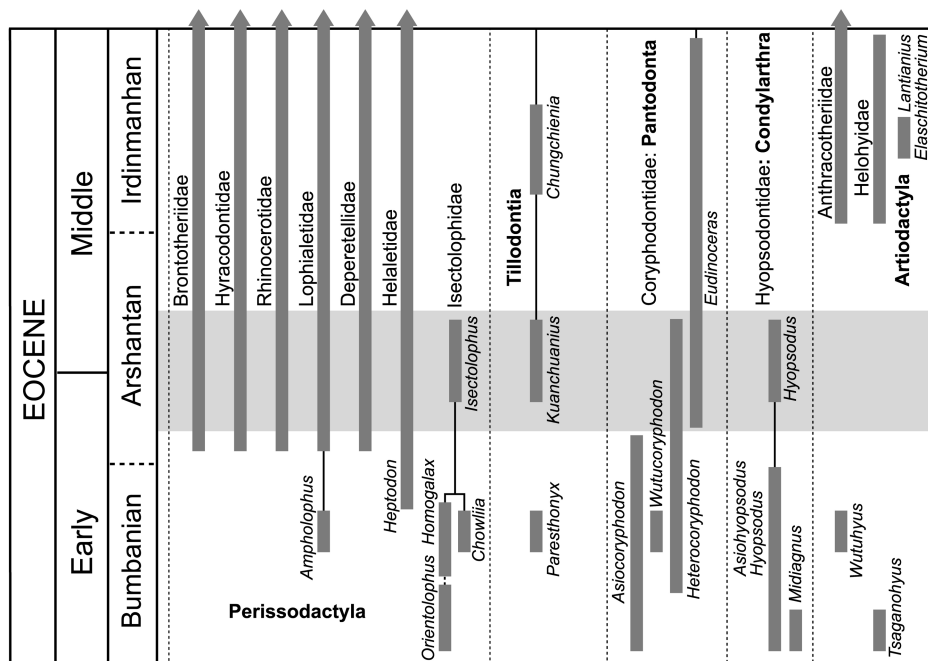 EOCENE
Middle
Early
Irdinmanhan
Arshantan
Bumbanian
Brontotheriidae
Hyracodontidae
Rhinocerotidae
Lophialetidae
Deperetellidae
Helaletidae
Isectolophidae
Ampholophus
Heptodon
Isectolophus
Orientolophus
Homogalax
Chowliia
Perissodactyla
Tillodontia
Chungchienia
Kuanchuanius
Paresthonyx
Coryphodontidae: Pantodonta
Asiocoryphodon
Wutucoryphodon
Heterocoryphodon
Eudinoceras
Hyopsodontidae: Condylarthra
Hyopsodus
Asiohyopsodus
Hyopsodus
Midiagnus
Anthracotheriidae
Helohyidae
Lantianius
Elaschitotherium
Artiodactyla
Wutuhyus
Tsaganohyus